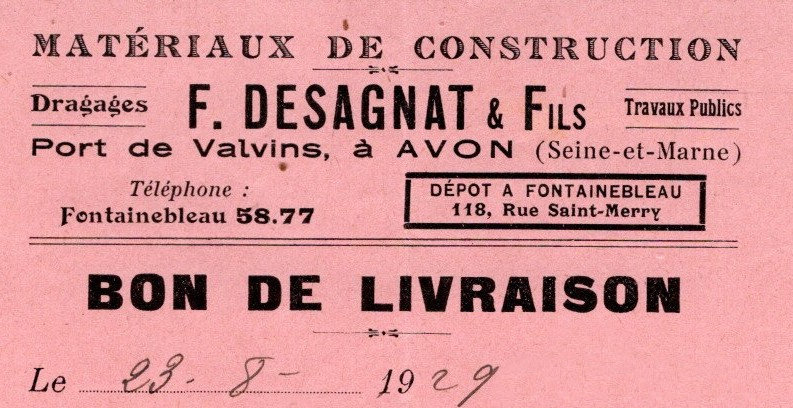 MATÉRIAUX DE CONSTRUCTION
Dragages F. DESAGNAT & FILS Travaux Publics
Port de Valvins, à AVON (Seine-et-Marne)
Téléphone :
Fontainebleau 58.77
DÉPOT A FONTAINEBLEAU
118, Rue Saint-Merry
BON DE LIVRAISON
Le 23 - 8 - 1929